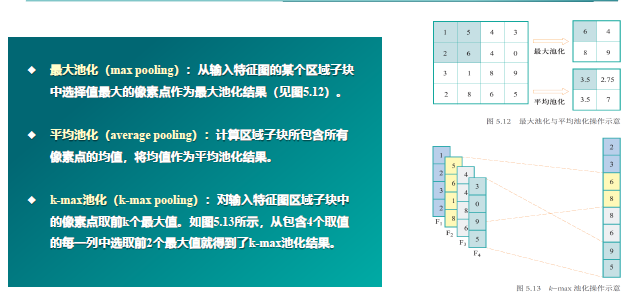 ◆ 最大池化（max pooling）：从输入特征图的某个区域子块
中选择值最大的像素点作为最大池化结果（见图5.12）。
◆ 平均池化（average pooling）：计算区域子块所包含所有
像素点的均值，将均值作为平均池化结果。
◆ k-max池化（k-max pooling）：对输入特征图区域子块中
的像素点取前k个最大值。如图5.13所示，从包含4个取值
的每一列中选取前2个最大值就得到了k-max池化结果。
1 5 4 3
2 6 4 0
3 1 8 9
2 8 6 5
最大池化
6 4
8 9
平均池化
3.5 2.75
3.5 7
图 5.12 最大池化与平均池化操作示意
1
2
3
2
F1
5
6
1
8
F2
4
4
8
6
F3
3
0
9
5
F4
2
3
6
8
8
6
9
5
图 5.13 k-max 池化操作示意